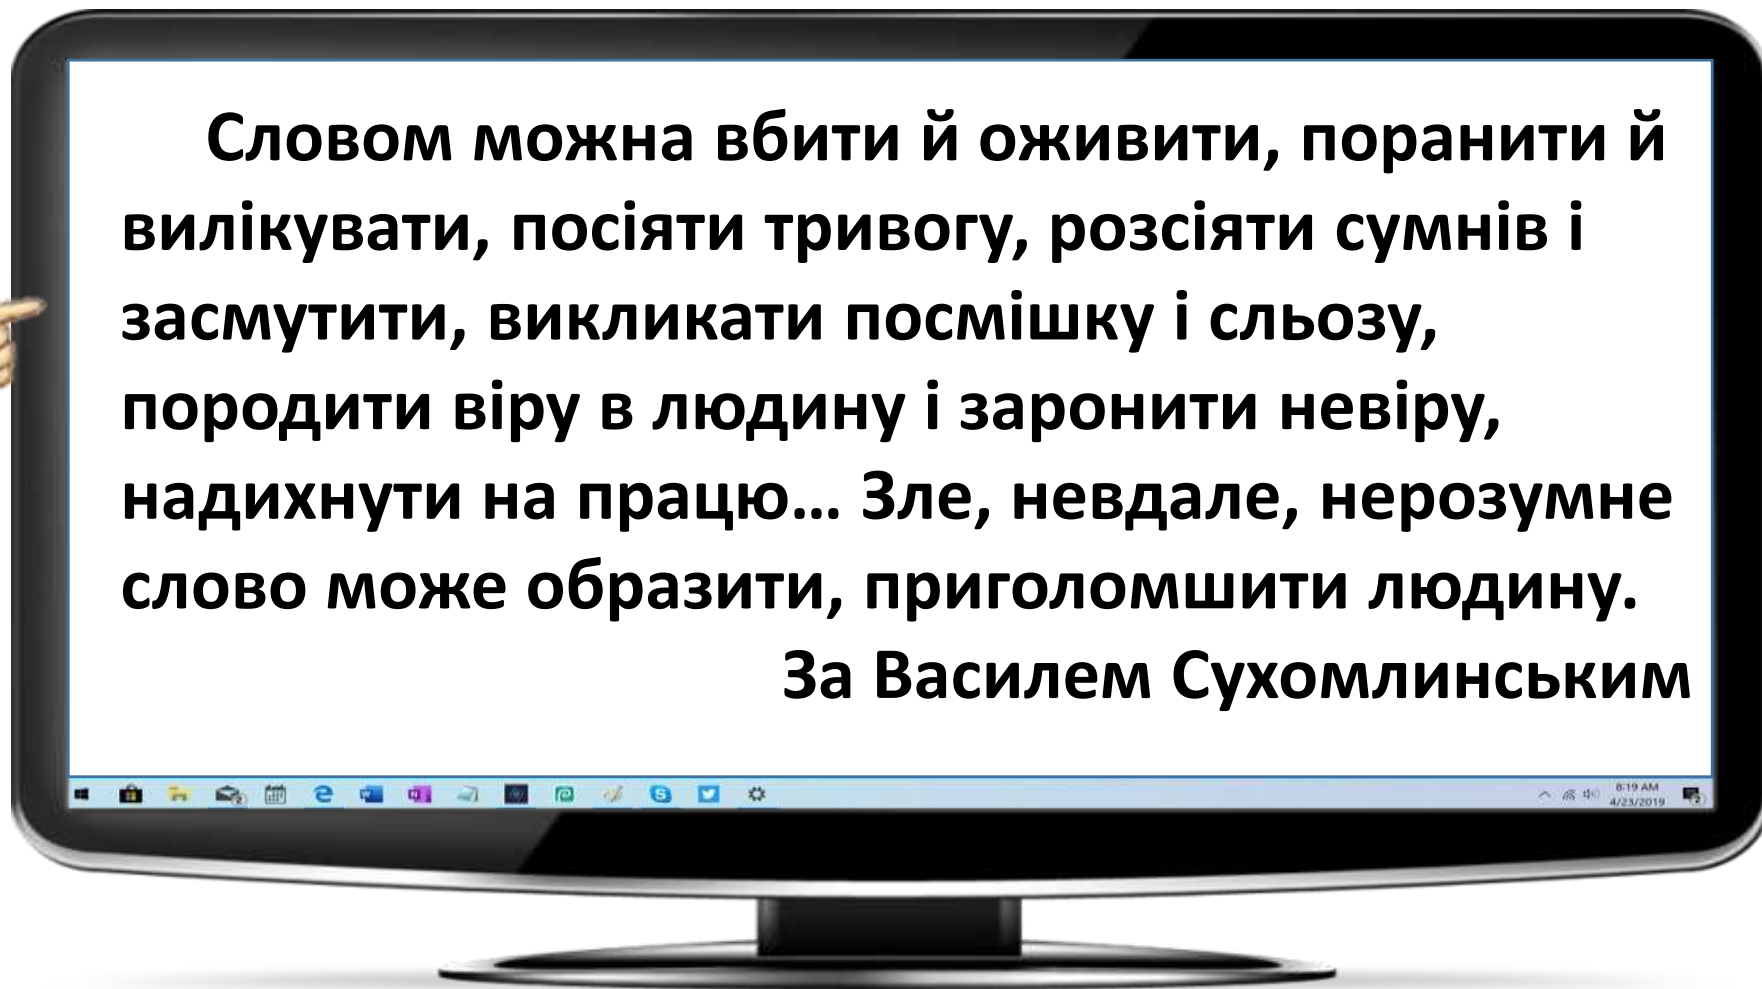 Словом можна вбити й оживити, поранити й
вилікувати, посіяти тривогу, розсіяти сумнів і
засмутити, викликати посмішку і сльозу,
породити віру в людину і заронити невіру,
надихнути на працю… Зле, невдале, нерозумне
слово може образити, приголомшити людину.
За Василем Сухомлинським
8:19 AM
4/23/2019